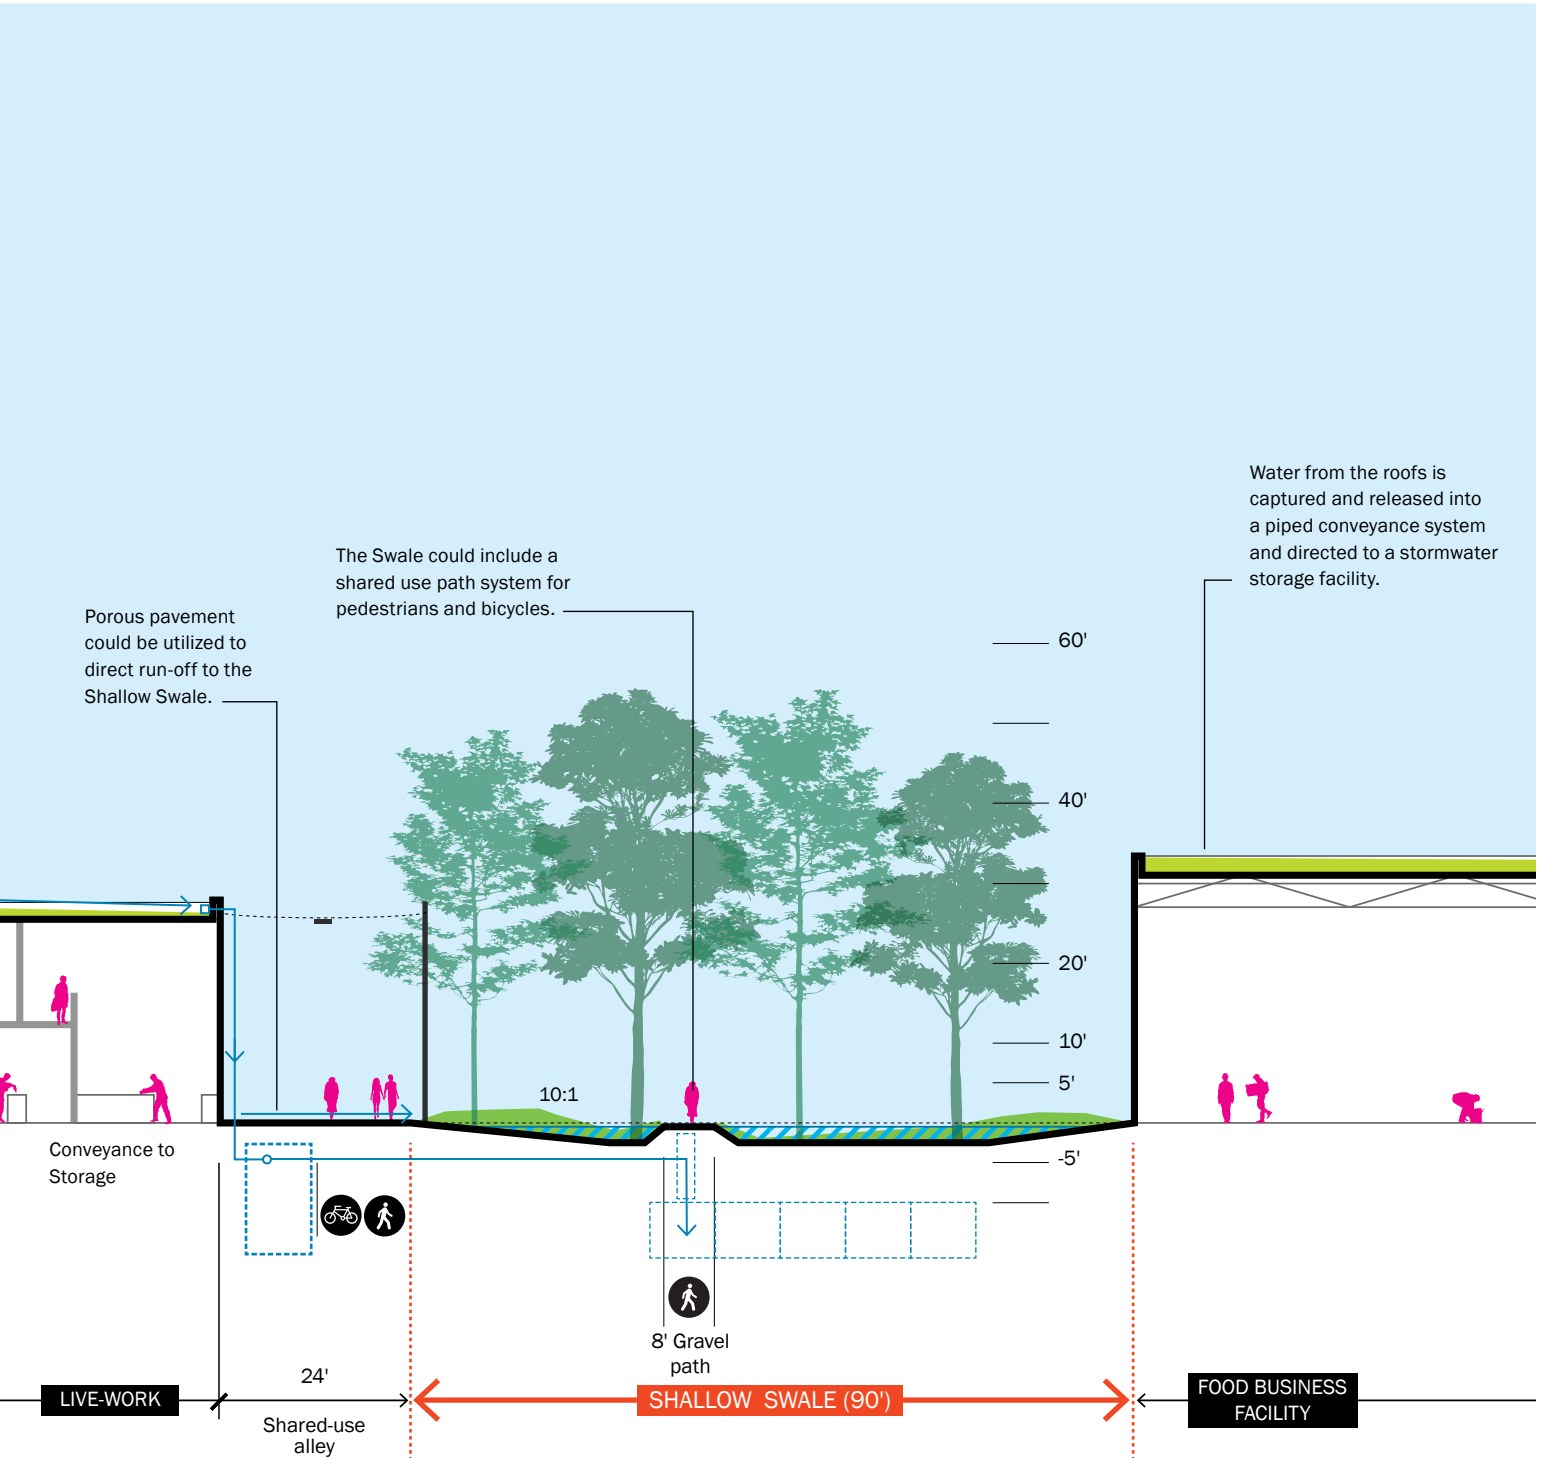 Water from the roofs is
captured and released into
a piped conveyance system
and directed to a stormwater
storage facility.
The Swale could include a
shared use path system for
pedestrians and bicycles.
Porous pavement
could be utilized to
direct run-off to the
Shallow Swale.
60'
40'
20'
10'
5'
10:1
-5'
Conveyance to
Storage
8' Gravel
path
24'
Shared-use
alley
LIVE-WORK
SHALLOW SWALE (90')
FOOD BUSINESS
FACILITY